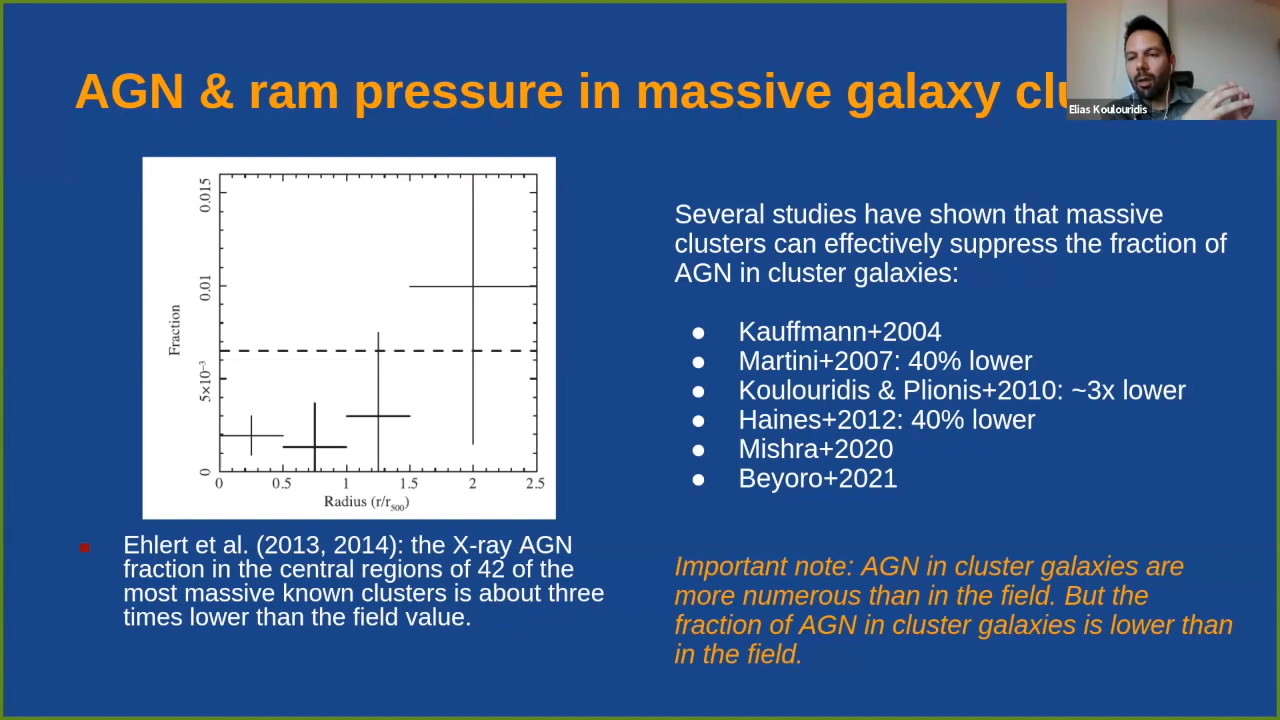 AGN & ram pressure in massive galaxy clu
Elias Koulouridis
0.015
0.01
5×10⁻³
0
Fraction
0 0.5 1 1.5 2 2.5
Radius (r/r₅₀₀)
Several studies have shown that massive
clusters can effectively suppress the fraction of
AGN in cluster galaxies:
● Kauffmann+2004
● Martini+2007: 40% lower
● Koulouridis & Plionis+2010: ~3x lower
● Haines+2012: 40% lower
● Mishra+2020
● Beyoro+2021
Ehlert et al. (2013, 2014): the X-ray AGN
fraction in the central regions of 42 of the
most massive known clusters is about three
times lower than the field value.
Important note: AGN in cluster galaxies are
more numerous than in the field. But the
fraction of AGN in cluster galaxies is lower than
in the field.